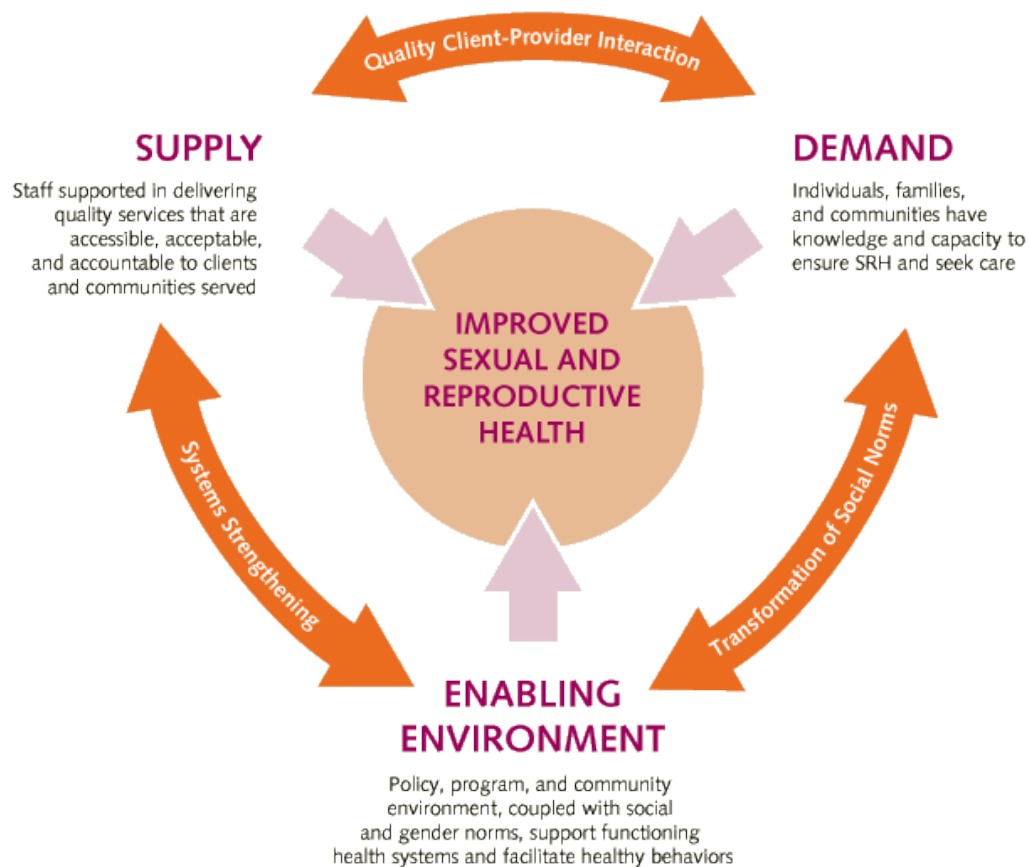 Quality Client-Provider Interaction
SUPPLY
Staff supported in delivering
quality services that are
accessible, acceptable,
and accountable to clients
and communities served
DEMAND
Individuals, families,
and communities have
knowledge and capacity to
ensure SRH and seek care
IMPROVED
SEXUAL AND
REPRODUCTIVE
HEALTH
Systems Strengthening
Transformation of Social Norms
ENABLING
ENVIRONMENT
Policy, program, and community
environment, coupled with social
and gender norms, support functioning
health systems and facilitate healthy behaviors